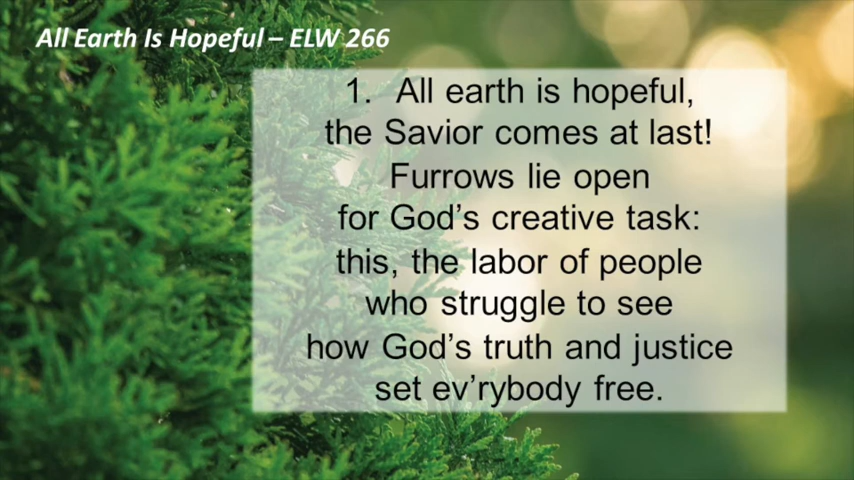 All Earth Is Hopeful – ELW 266
1. All earth is hopeful,
the Savior comes at last!
Furrows lie open
for God’s creative task:
this, the labor of people
who struggle to see
how God’s truth and justice
set ev’rybody free.